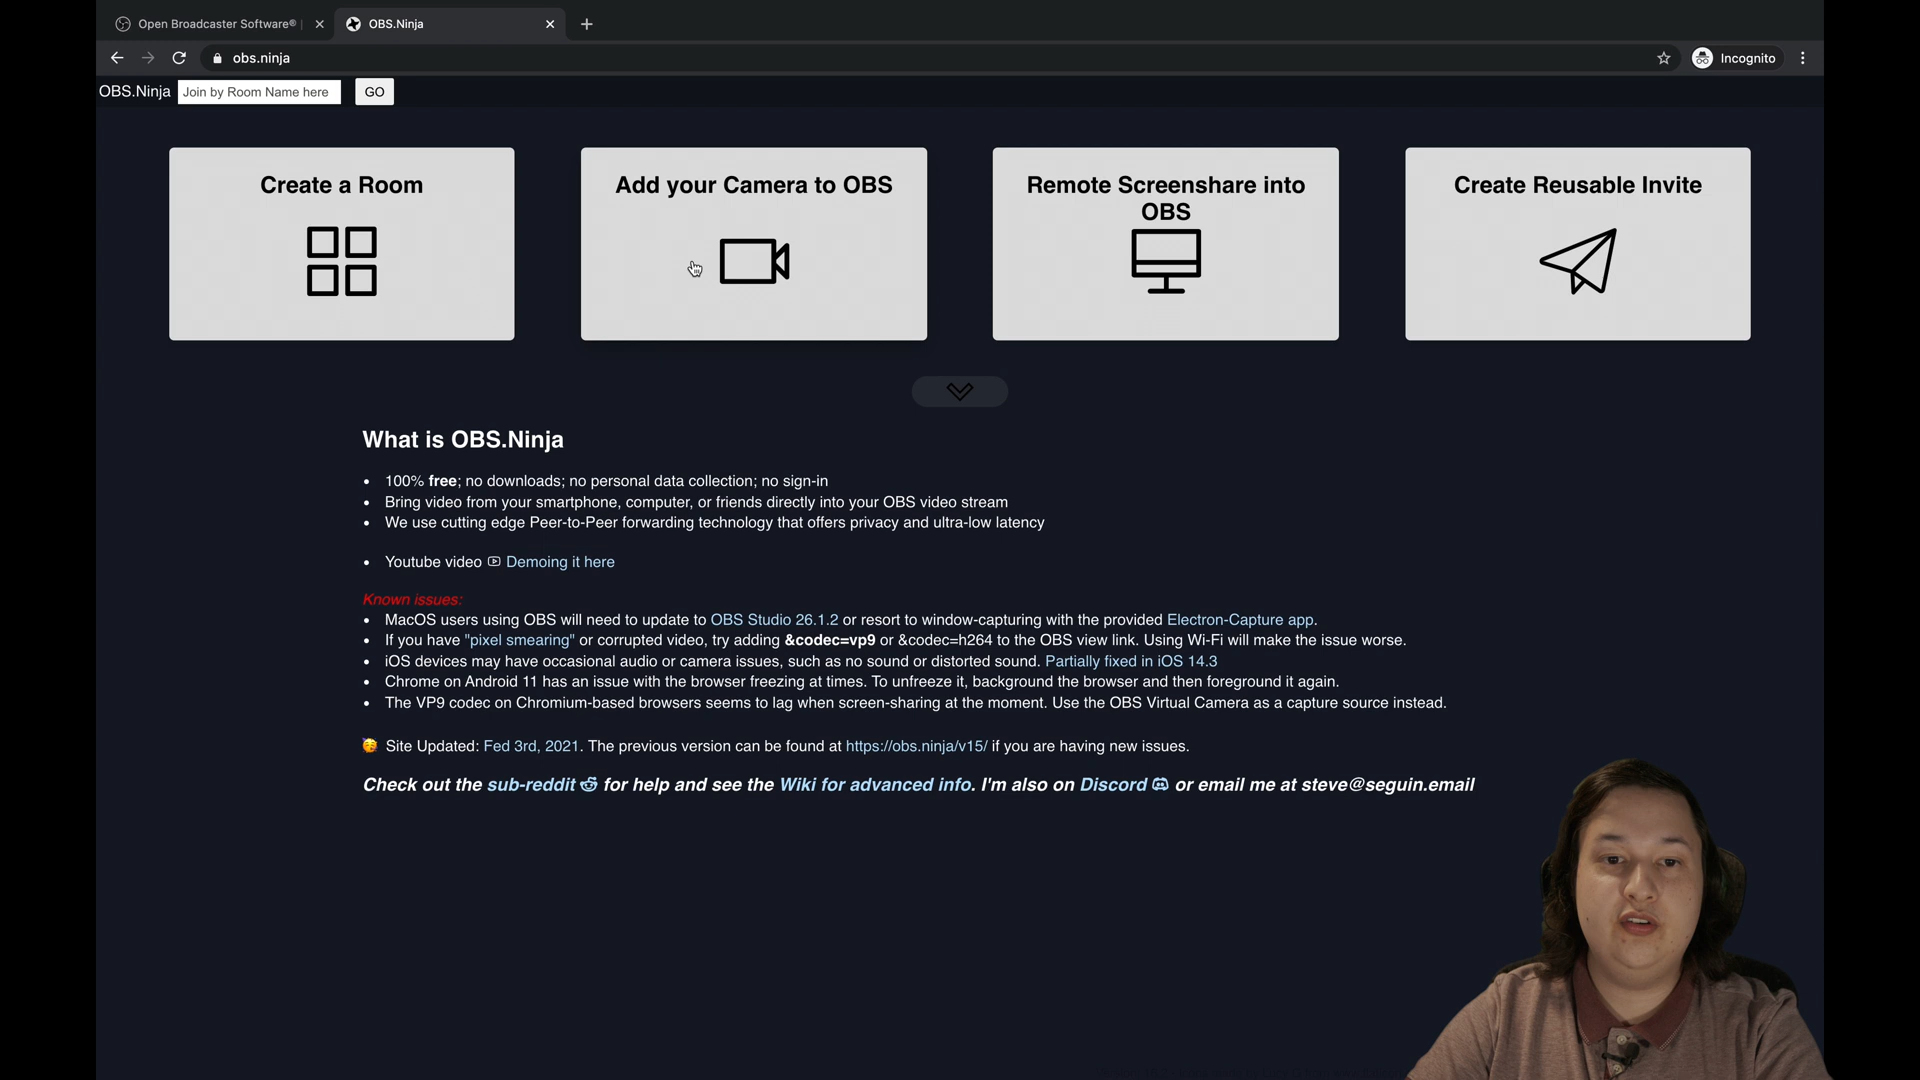 Open Broadcaster Software® |
OBS.Ninja
obs.ninja
Incognito
OBS.Ninja Join by Room Name here GO
Create a Room
Add your Camera to OBS
Remote Screenshare into
OBS
Create Reusable Invite
What is OBS.Ninja
100% free; no downloads; no personal data collection; no sign-in
Bring video from your smartphone, computer, or friends directly into your OBS video stream
We use cutting edge Peer-to-Peer forwarding technology that offers privacy and ultra-low latency
Youtube video Demoing it here
Known issues:
MacOS users using OBS will need to update to OBS Studio 26.1.2 or resort to window-capturing with the provided Electron-Capture app.
If you have "pixel smearing" or corrupted video, try adding &codec=vp9 or &codec=h264 to the OBS view link. Using Wi-Fi will make the issue worse.
iOS devices may have occasional audio or camera issues, such as no sound or distorted sound. Partially fixed in iOS 14.3
Chrome on Android 11 has an issue with the browser freezing at times. To unfreeze it, background the browser and then foreground it again.
The VP9 codec on Chromium-based browsers seems to lag when screen-sharing at the moment. Use the OBS Virtual Camera as a capture source instead.
🥳 Site Updated: Fed 3rd, 2021. The previous version can be found at https://obs.ninja/v15/ if you are having new issues.
Check out the sub-reddit for help and see the Wiki for advanced info. I'm also on Discord or email me at steve@seguin.email